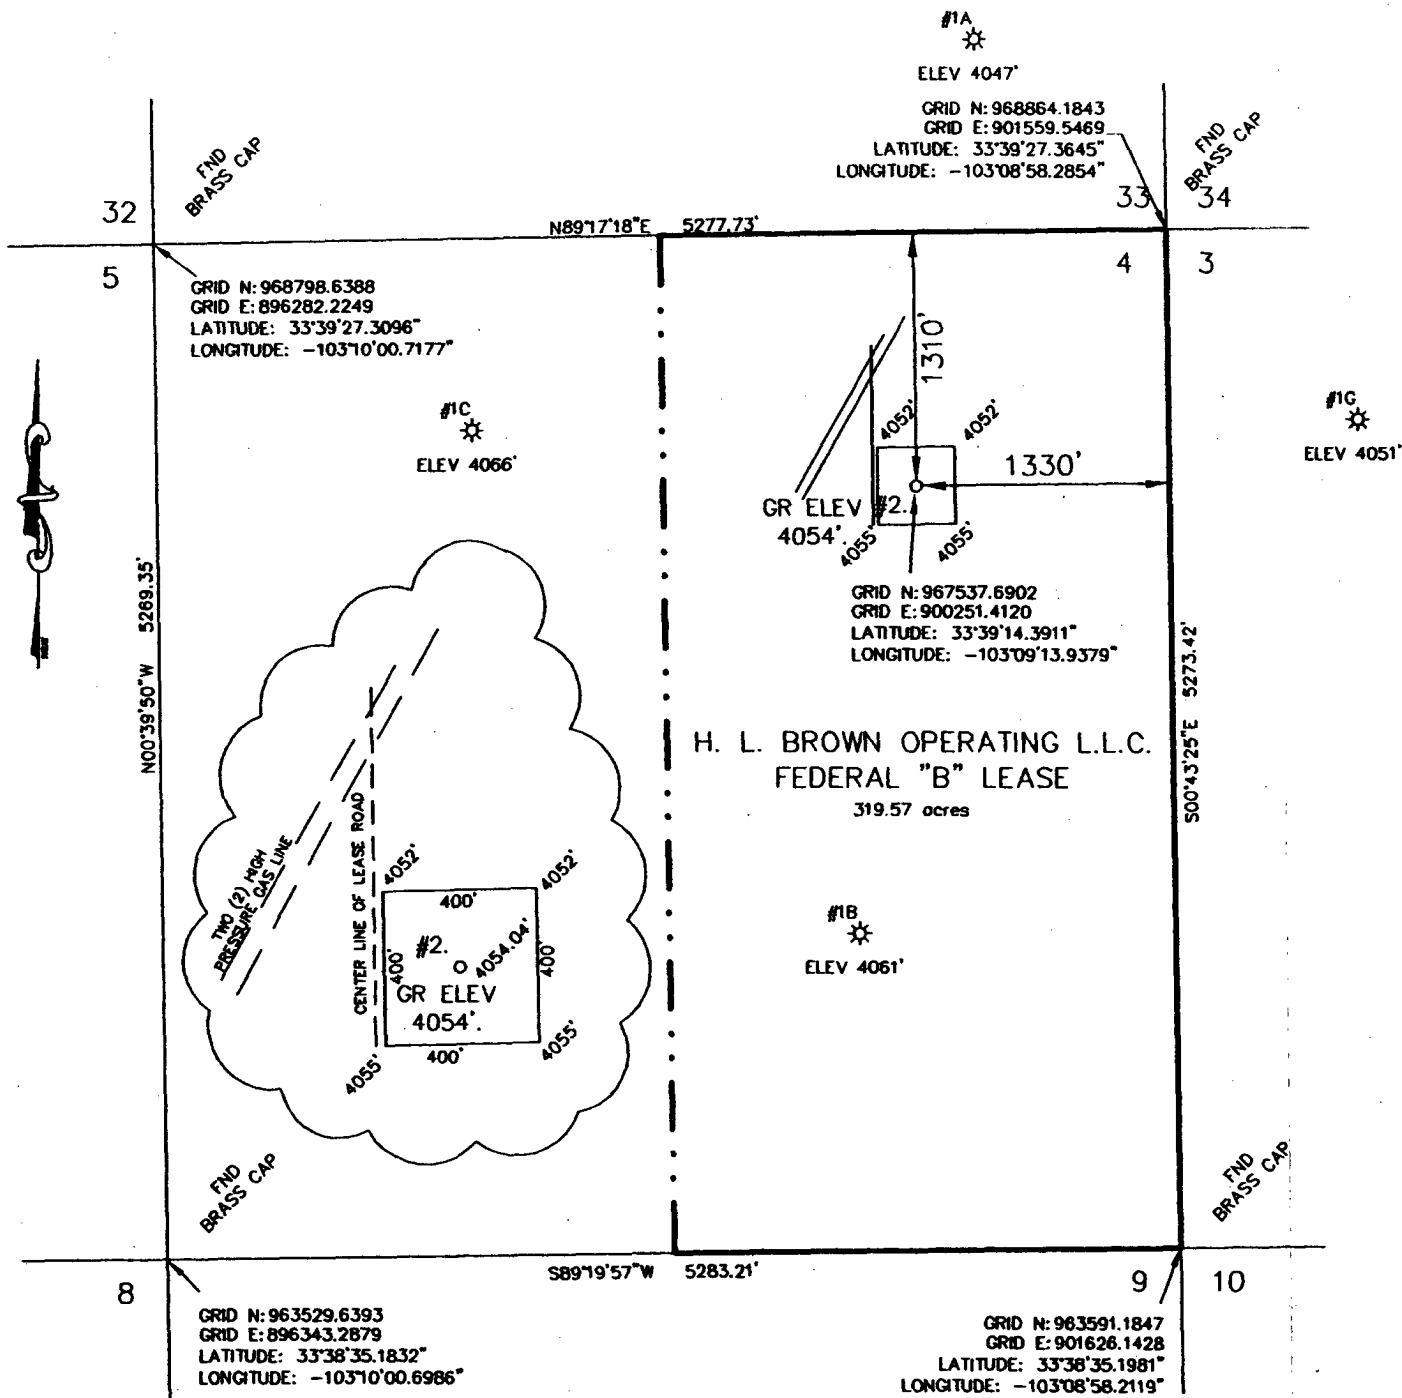 #1A
ELEV 4047'
GRID N: 968864.1843
GRID E: 901559.5469
LATITUDE: 33°39'27.3645"
LONGITUDE: -103°08'58.2854"
FND
BRASS CAP
FND
BRASS CAP
32
33
34
N89°17'18"E 5277.73'
5
4
3
GRID N: 968798.6388
GRID E: 896282.2249
LATITUDE: 33°39'27.3096"
LONGITUDE: -103°10'00.7177"
1310'
#1C
ELEV 4066'
#1G
ELEV 4051'
4052'
4052'
1330'
GR ELEV #2.
4054'.
4055'
4055'
GRID N: 967537.6902
GRID E: 900251.4120
LATITUDE: 33°39'14.3911"
LONGITUDE: -103°09'13.9379"
N00°39'50"W 5269.35'
S00°43'25"E 5273.42'
H. L. BROWN OPERATING L.L.C.
FEDERAL "B" LEASE
319.57 acres
TWO (2) HIGH
PRESSURE GAS LINE
CENTER LINE OF LEASE ROAD
4052'
4052'
400'
#2.
4054.04'
400'
400'
GR ELEV
4054'.
400'
4055'
4055'
#1B
ELEV 4061'
FND
BRASS CAP
FND
BRASS CAP
S89°19'57"W 5283.21'
8
9
10
GRID N: 963529.6393
GRID E: 896343.2879
LATITUDE: 33°38'35.1832"
LONGITUDE: -103°10'00.6986"
GRID N: 963591.1847
GRID E: 901626.1428
LATITUDE: 33°38'35.1981"
LONGITUDE: -103°08'58.2119"